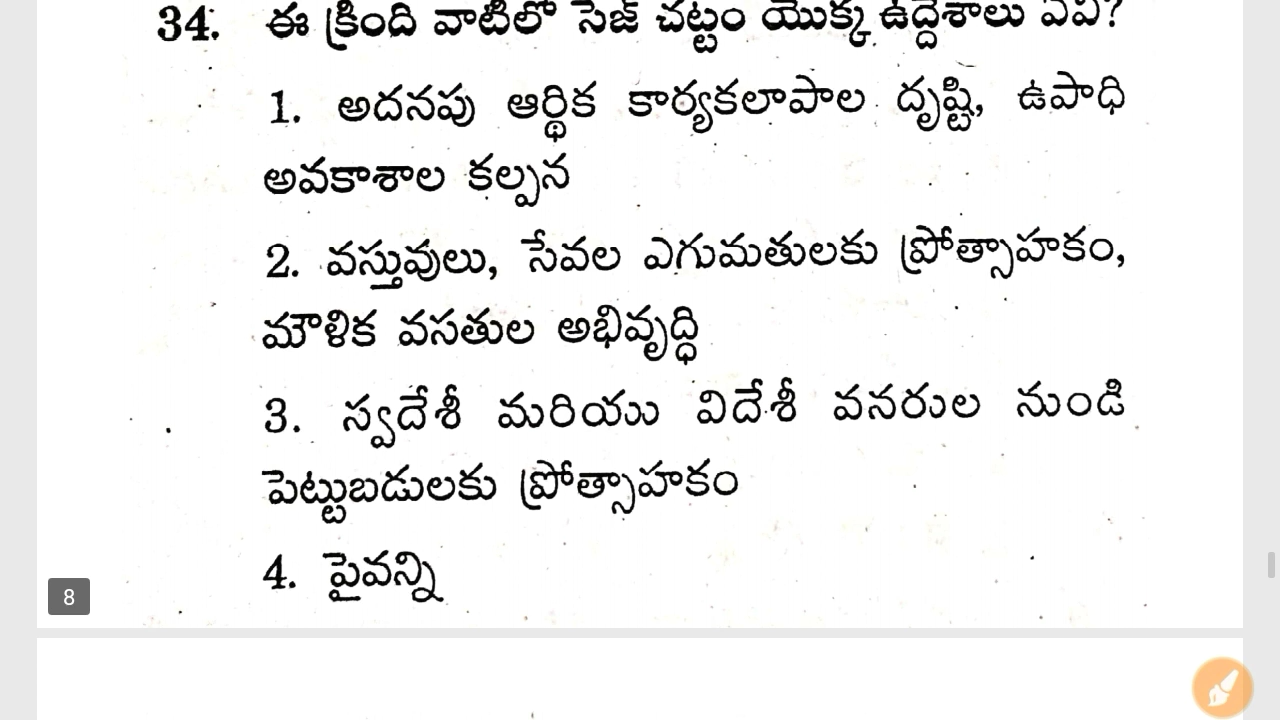 34. ఈ క్రింది వాటిలో సెజ్ చట్టం యొక్క ఉద్దేశాలు ఏవి?
1. అదనపు ఆర్థిక కార్యకలాపాల దృష్టి, ఉపాధి
అవకాశాల కల్పన
2. వస్తువులు, సేవల ఎగుమతులకు ప్రోత్సాహకం,
మౌళిక వసతుల అభివృద్ధి
3. స్వదేశీ మరియు విదేశీ వనరుల నుండి
పెట్టుబడులకు ప్రోత్సాహకం
4. పైవన్ని
8